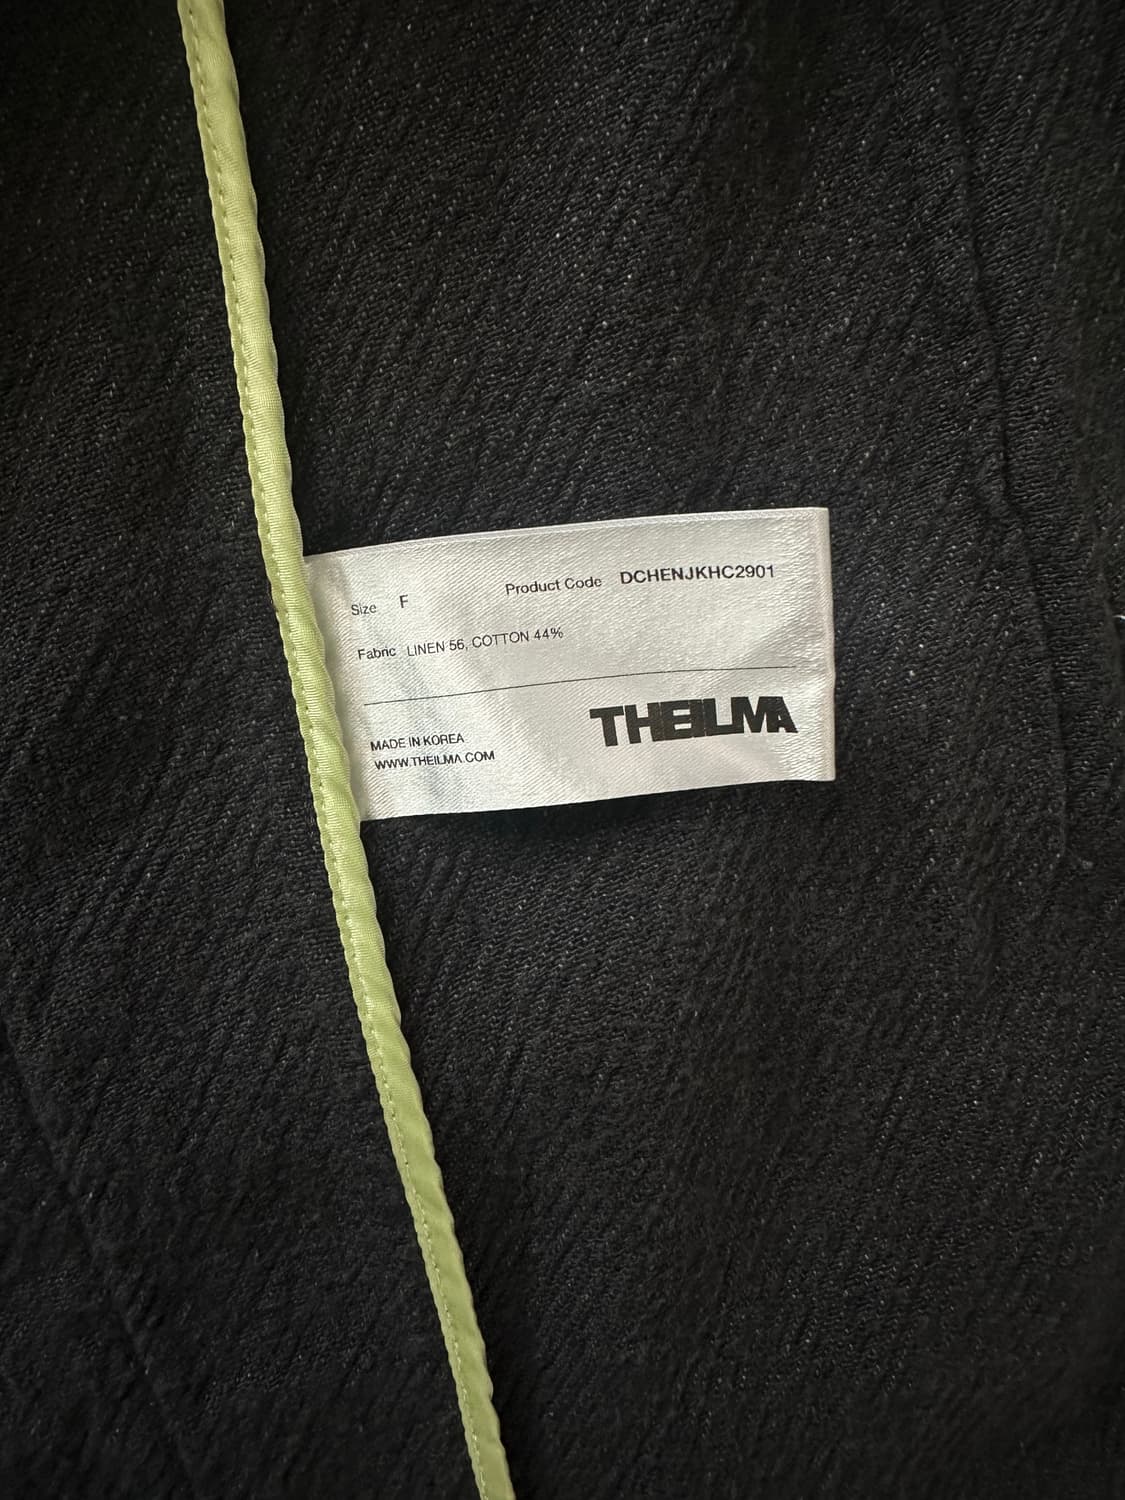 Size F Product Code DCHENJKHC2901
Fabric LINEN 56, COTTON 44%
MADE IN KOREA
WWW.THEILMA.COM
THEILMA